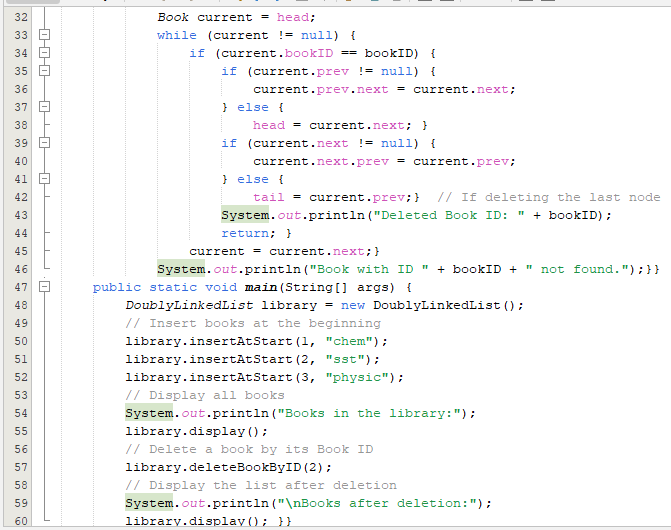 32 Book current = head;
33 while (current != null) {
34 if (current.bookID == bookID) {
35 if (current.prev != null) {
36 current.prev.next = current.next;
37 } else {
38 head = current.next; }
39 if (current.next != null) {
40 current.next.prev = current.prev;
41 } else {
42 tail = current.prev;}  // If deleting the last node
43 System.out.println("Deleted Book ID: " + bookID);
44 return; }
45 current = current.next;}
46 System.out.println("Book with ID " + bookID + " not found.");}}
47 public static void main(String[] args) {
48 DoublyLinkedList library = new DoublyLinkedList();
49 // Insert books at the beginning
50 library.insertAtStart(1, "chem");
51 library.insertAtStart(2, "sst");
52 library.insertAtStart(3, "physic");
53 // Display all books
54 System.out.println("Books in the library:");
55 library.display();
56 // Delete a book by its Book ID
57 library.deleteBookByID(2);
58 // Display the list after deletion
59 System.out.println("\nBooks after deletion:");
60 library.display(); }}